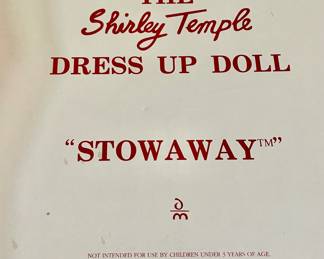 THE
Shirley Temple
DRESS UP DOLL
"STOWAWAY™"
NOT INTENDED FOR USE BY CHILDREN UNDER 3 YEARS OF AGE.